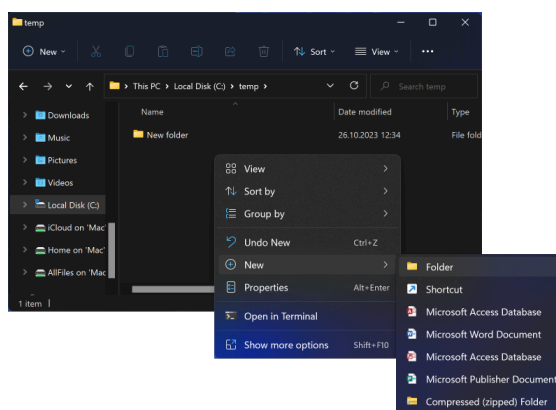 temp
New
Sort
View
This PC > Local Disk (C:) > temp >
Search temp
Downloads
Music
Pictures
Videos
Local Disk (C:)
iCloud on 'Mac'
Home on 'Mac'
AllFiles on 'Mac
Name
Date modified
Type
New folder
26.10.2023 12:34
File fold
1 item
View
Sort by
Group by
Undo New Ctrl+Z
New
Properties Alt+Enter
Open in Terminal
Show more options Shift+F10
Folder
Shortcut
Microsoft Access Database
Microsoft Word Document
Microsoft Access Database
Microsoft Publisher Document
Compressed (zipped) Folder